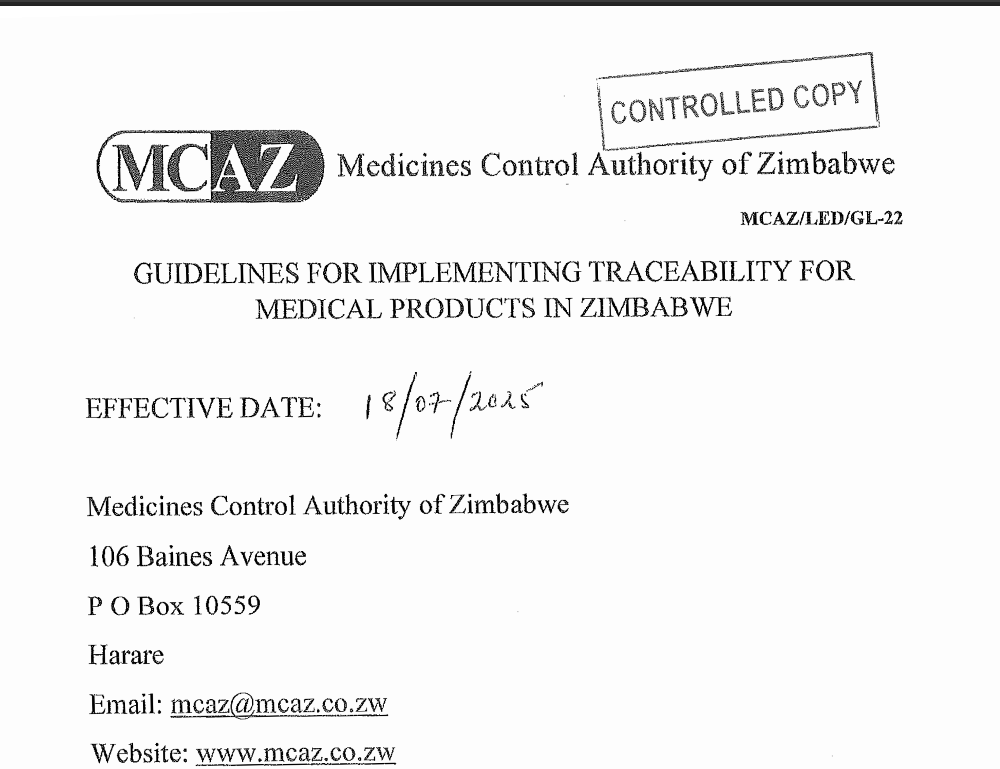 CONTROLLED COPY
MCAZ Medicines Control Authority of Zimbabwe
MCAZ/LED/GL-22
GUIDELINES FOR IMPLEMENTING TRACEABILITY FOR
MEDICAL PRODUCTS IN ZIMBABWE
EFFECTIVE DATE: 18/07/2025
Medicines Control Authority of Zimbabwe
106 Baines Avenue
P O Box 10559
Harare
Email: mcaz@mcaz.co.zw
Website: www.mcaz.co.zw